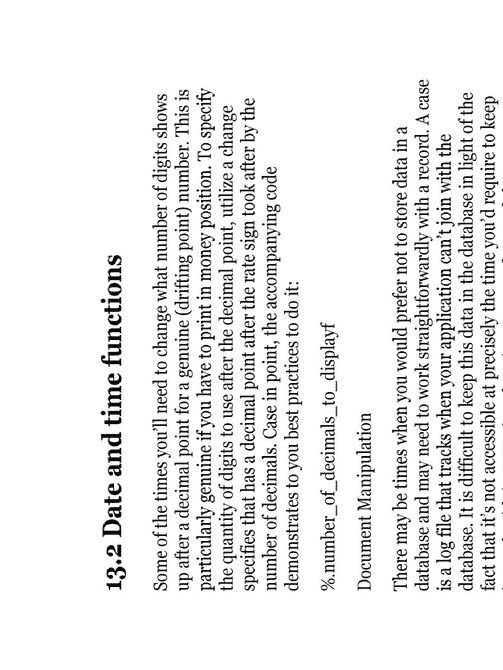 13.2 Date and time functions
Some of the times you'll need to change what number of digits shows
up after a decimal point for a genuine (drifting point) number. This is
particularly genuine if you have to print in money position. To specify
the quantity of digits to use after the decimal point, utilize a change
specifies that has a decimal point after the rate sign took after by the
number of decimals. Case in point, the accompanying code
demonstrates to you best practices to do it:
%.number_of_decimals_to_displayf
Document Manipulation
There may be times when you would prefer not to store data in a
database and may need to work straightforwardly with a record. A case
is a log file that tracks when your application can't join with the
database. It is difficult to keep this data in the database in light of the
fact that it's not accessible at precisely the time you'd require to keep